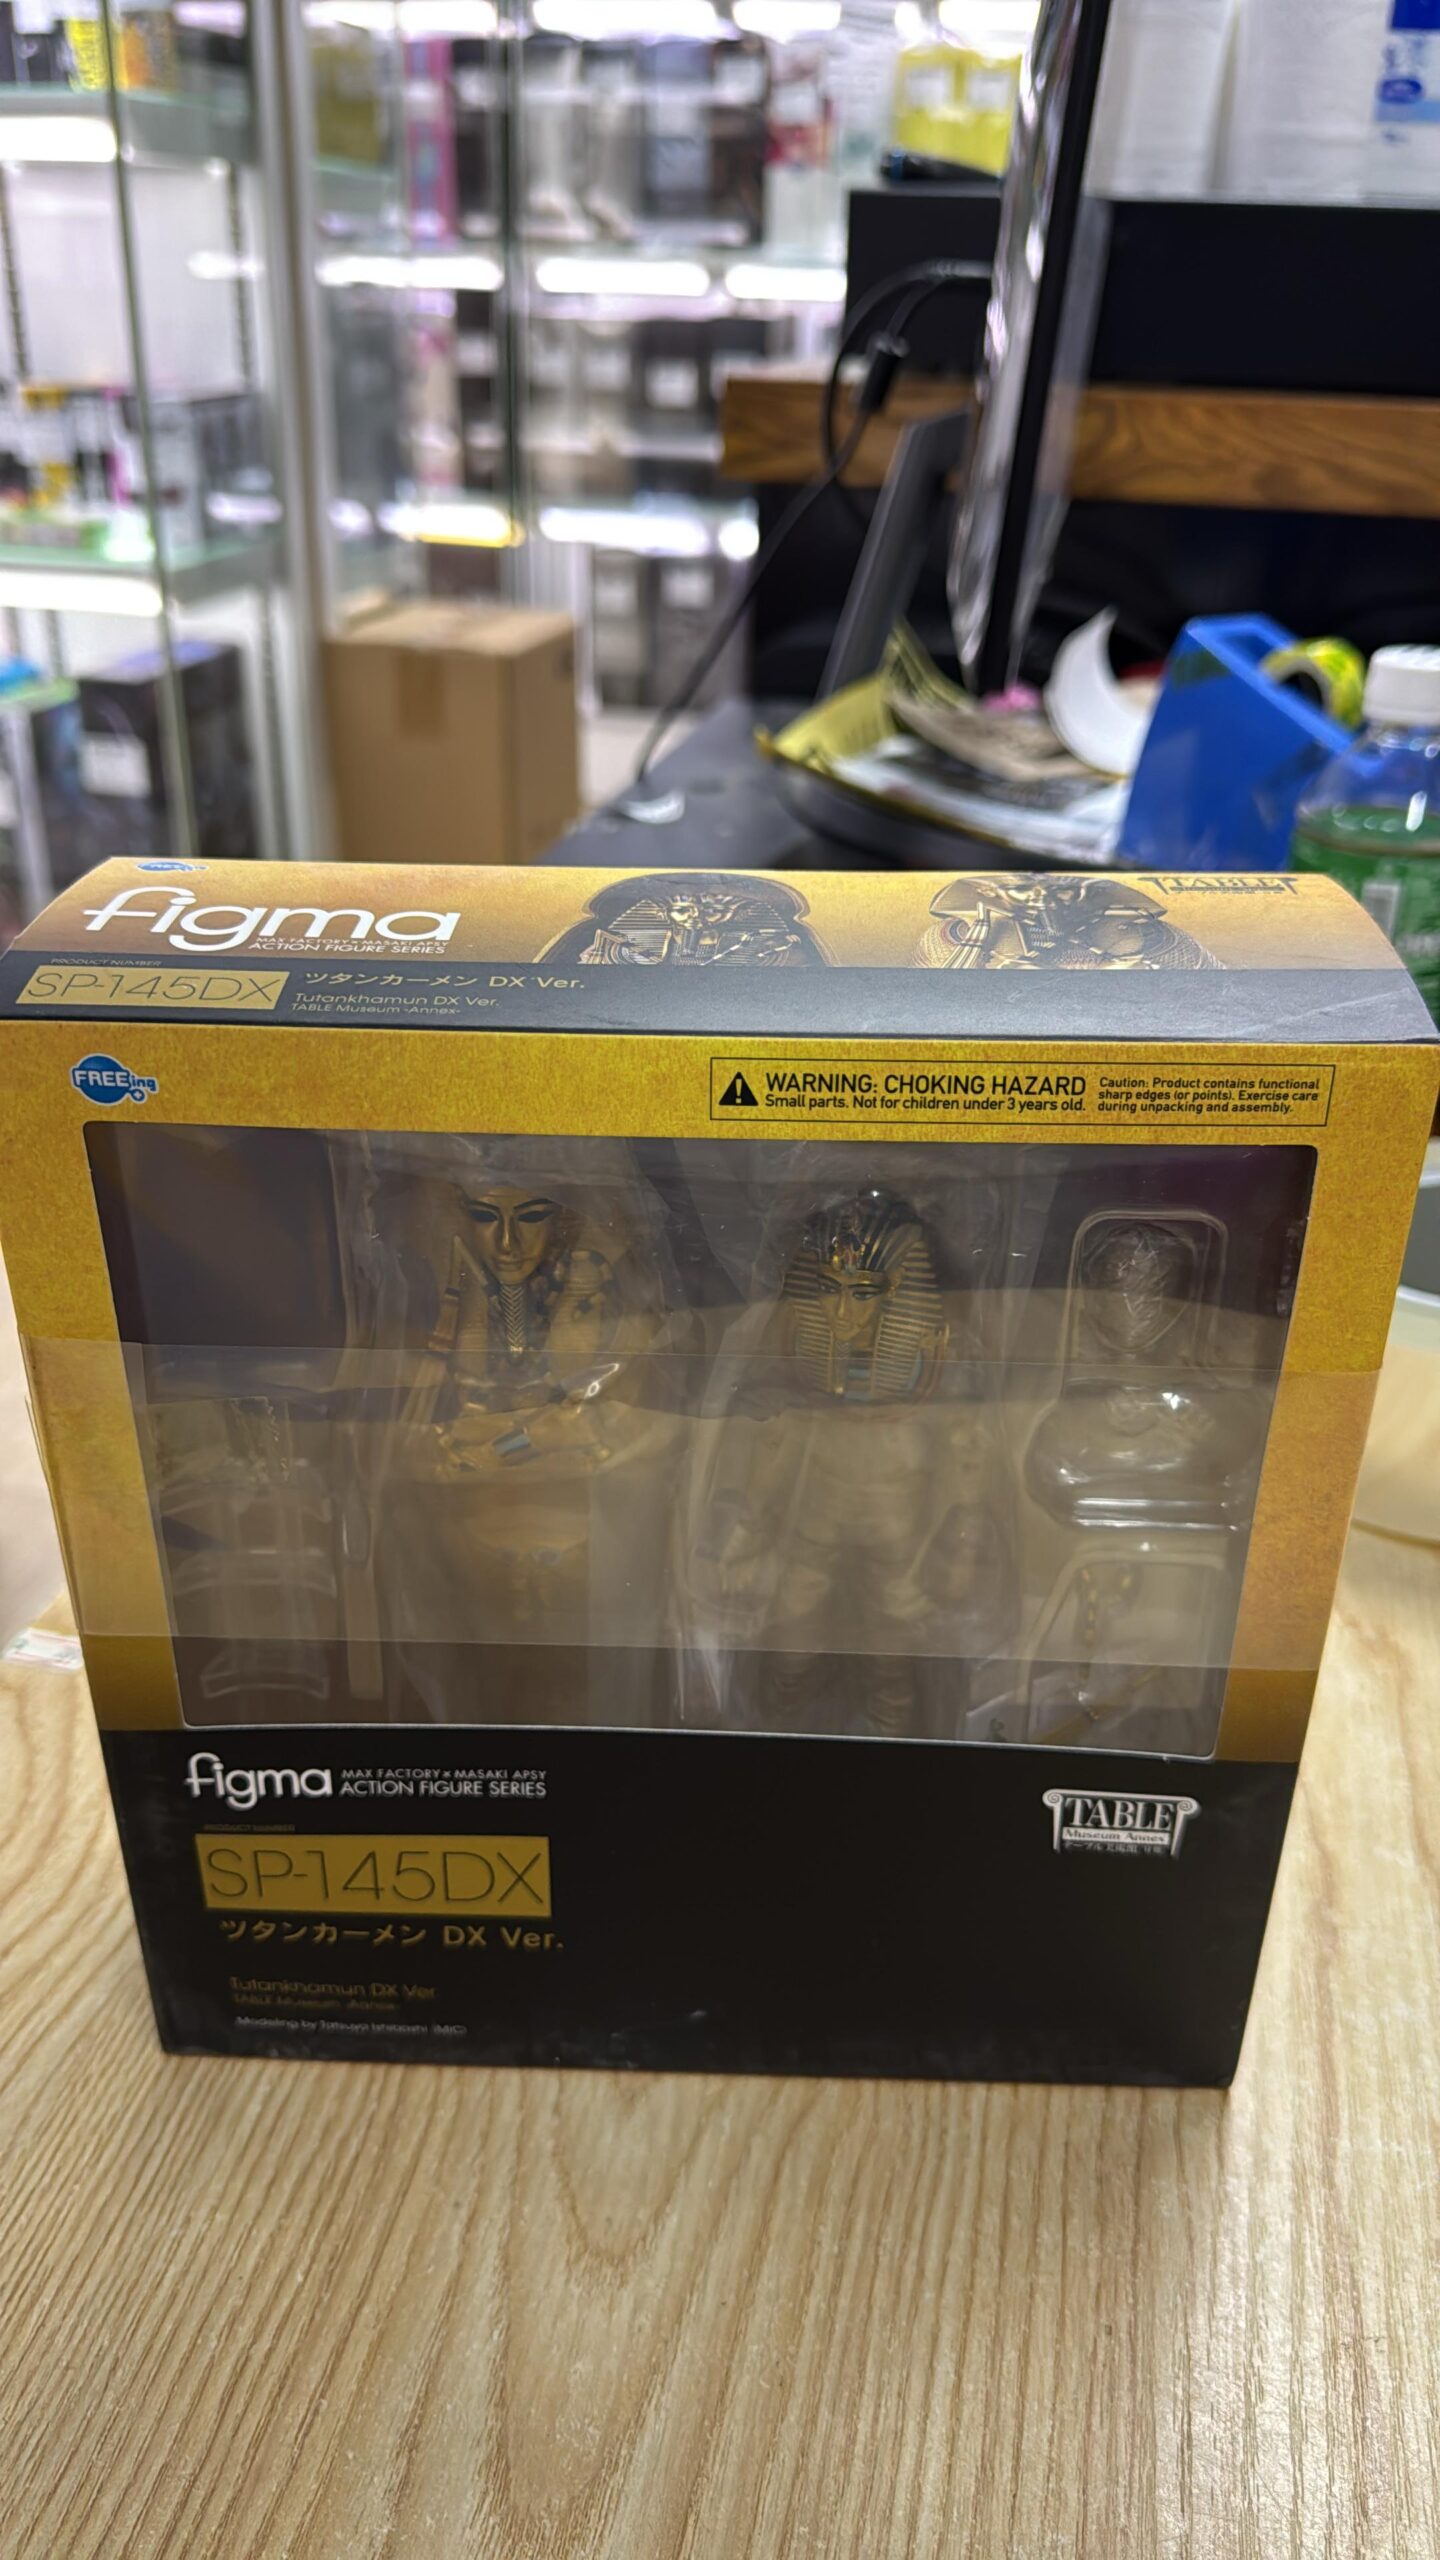 FREEing
figma
MAX FACTORY × MASAKI APSY
ACTION FIGURE SERIES
TABLE
PRODUCT NUMBER
SP-145DX
ツタンカーメン DX Ver.
Tutankhamun DX Ver.
TABLE Museum -Annex-
FREEing
WARNING: CHOKING HAZARD
Small parts. Not for children under 3 years old.
Caution: Product contains functional
sharp edges (or points). Exercise care
during unpacking and assembly.
figma
MAX FACTORY × MASAKI APSY
ACTION FIGURE SERIES
TABLE
Museum Annex
PRODUCT NUMBER
SP-145DX
ツタンカーメン DX Ver.
Tutankhamun DX Ver.
TABLE Museum -Annex-
Modeling by Tatsuya Ishibashi (MIC)